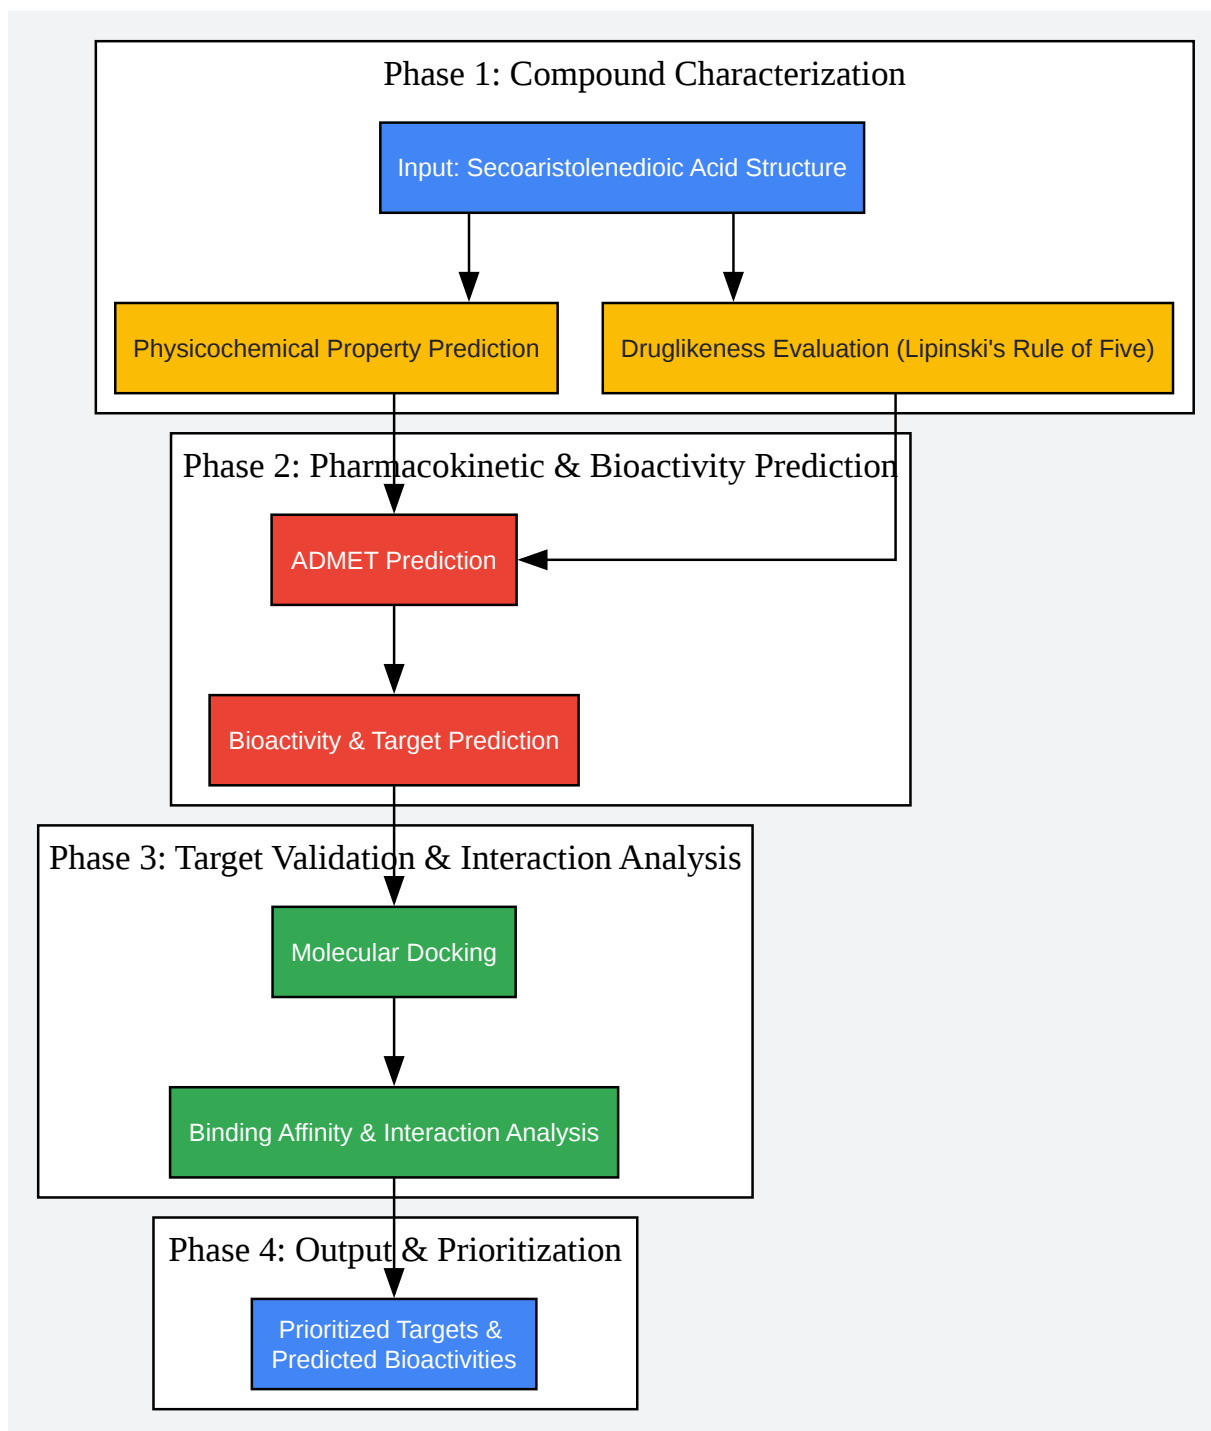 Phase 1: Compound Characterization
Input: Secoaristolenedioic Acid Structure
Physicochemical Property Prediction
Druglikeness Evaluation (Lipinski's Rule of Five)
Phase 2: Pharmacokinetic & Bioactivity Prediction
ADMET Prediction
Bioactivity & Target Prediction
Phase 3: Target Validation & Interaction Analysis
Molecular Docking
Binding Affinity & Interaction Analysis
Phase 4: Output & Prioritization
Prioritized Targets &
Predicted Bioactivities